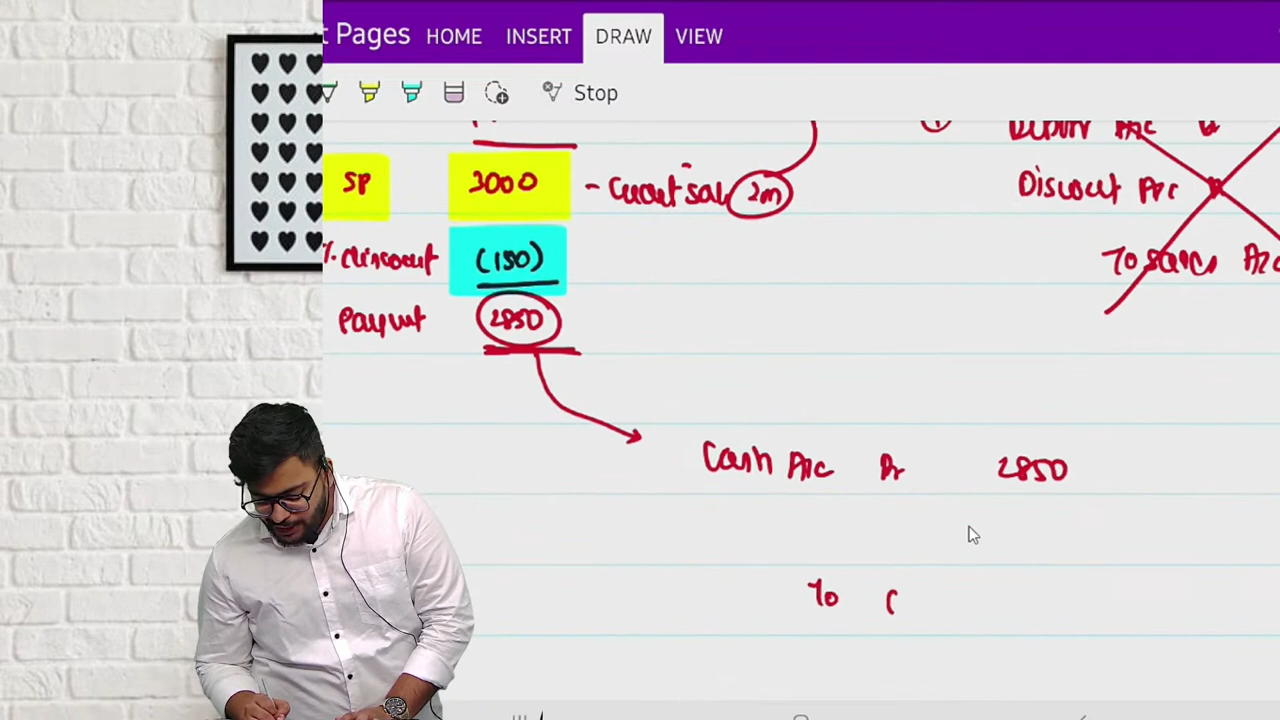 t Pages HOME INSERT DRAW VIEW
Stop
SP 3000 - Credit sale 2m
Discount A/c
% discount (150)
To Sales A/c
Payment 2850
Cash A/c Dr 2850
To C